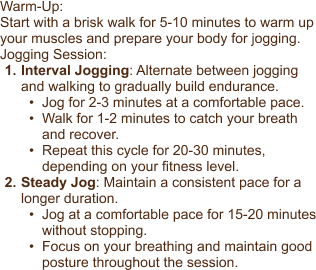 Warm-Up:
Start with a brisk walk for 5-10 minutes to warm up
your muscles and prepare your body for jogging.
Jogging Session:
1. Interval Jogging: Alternate between jogging
and walking to gradually build endurance.
• Jog for 2-3 minutes at a comfortable pace.
• Walk for 1-2 minutes to catch your breath
and recover.
• Repeat this cycle for 20-30 minutes,
depending on your fitness level.
2. Steady Jog: Maintain a consistent pace for a
longer duration.
• Jog at a comfortable pace for 15-20 minutes
without stopping.
• Focus on your breathing and maintain good
posture throughout the session.